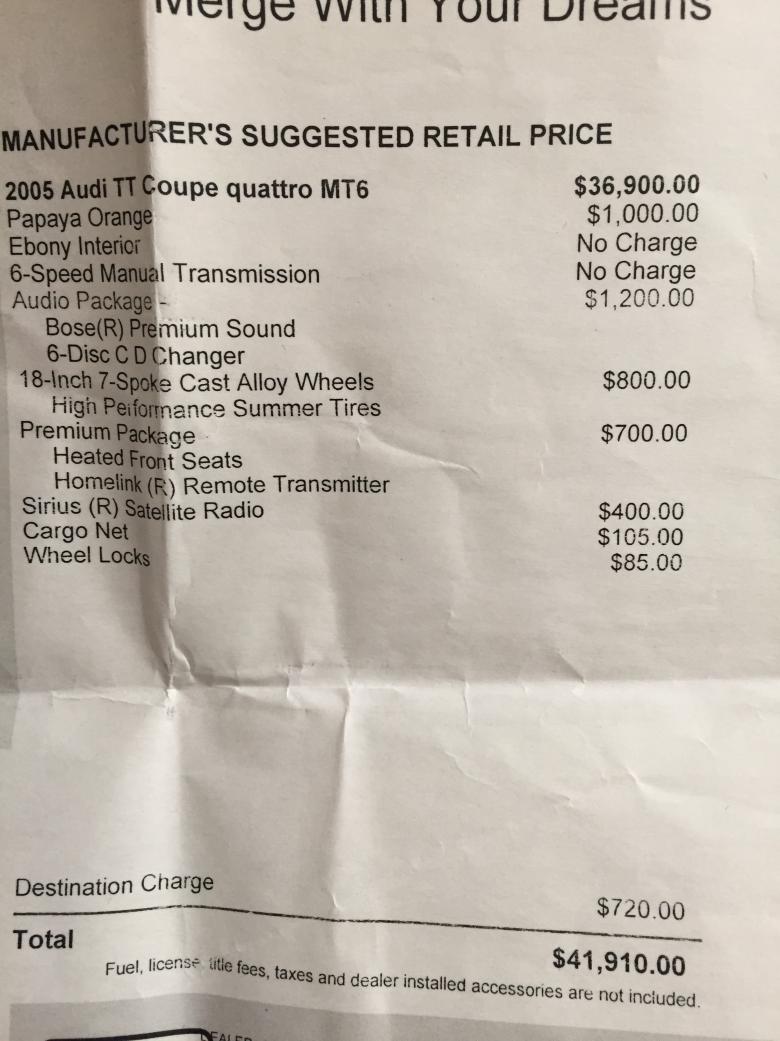 Merge With Your Dreams
MANUFACTURER'S SUGGESTED RETAIL PRICE
2005 Audi TT Coupe quattro MT6 $36,900.00
Papaya Orange $1,000.00
Ebony Interior No Charge
6-Speed Manual Transmission No Charge
Audio Package - $1,200.00
Bose(R) Premium Sound
6-Disc C D Changer
18-Inch 7-Spoke Cast Alloy Wheels $800.00
High Performance Summer Tires
Premium Package $700.00
Heated Front Seats
Homelink (R) Remote Transmitter
Sirius (R) Satellite Radio $400.00
Cargo Net $105.00
Wheel Locks $85.00
Destination Charge $720.00
Total $41,910.00
Fuel, license, title fees, taxes and dealer installed accessories are not included.